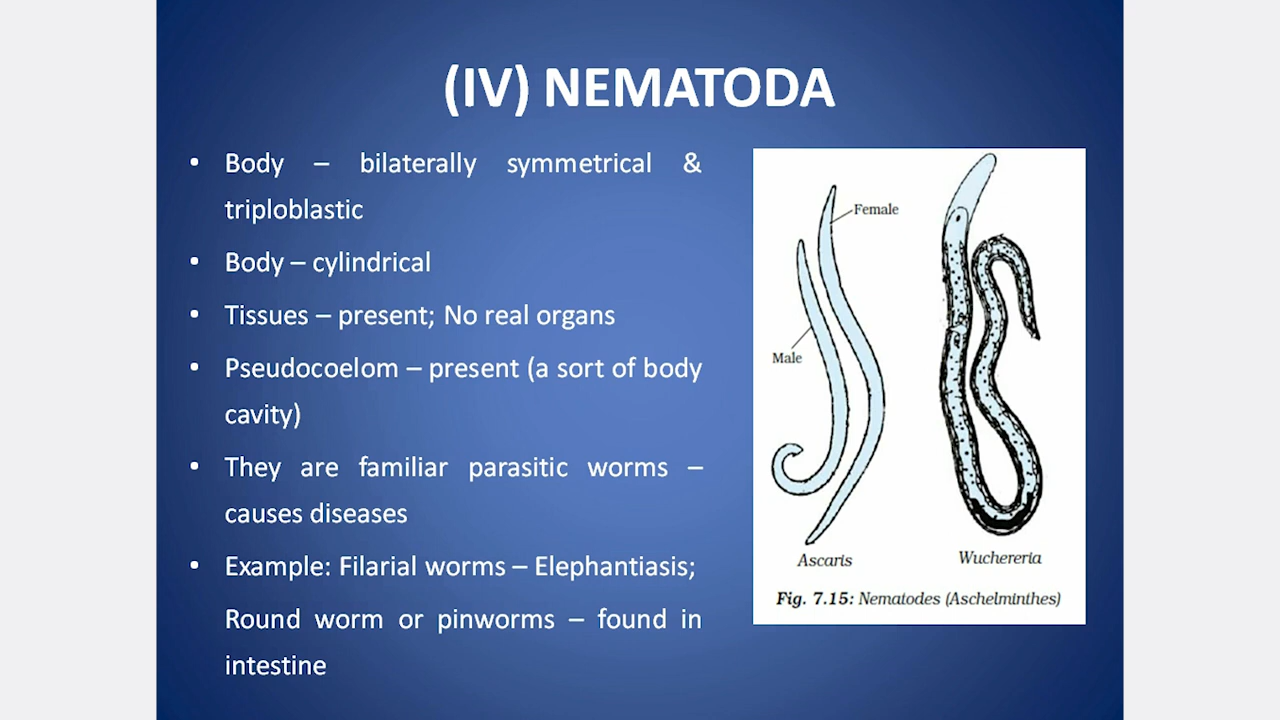 (IV) NEMATODA
• Body – bilaterally symmetrical &
triploblastic
• Body – cylindrical
• Tissues – present; No real organs
• Pseudocoelom – present (a sort of body
cavity)
• They are familiar parasitic worms –
causes diseases
• Example: Filarial worms – Elephantiasis;
Round worm or pinworms – found in
intestine
Female
Male
Ascaris
Wuchereria
Fig. 7.15: Nematodes (Aschelminthes)